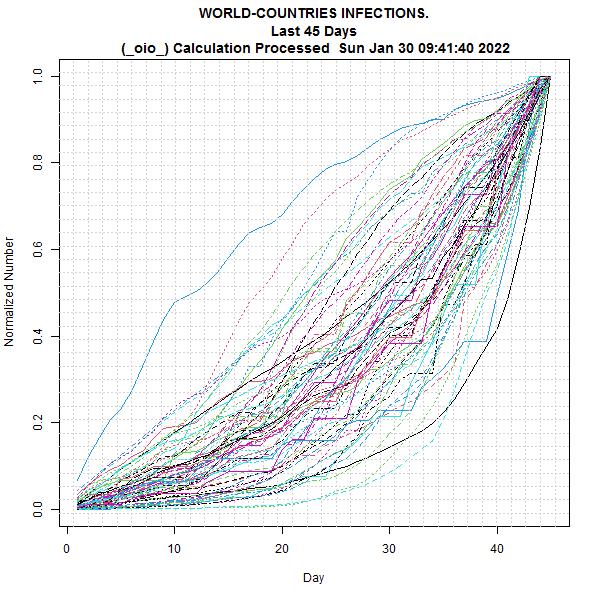 WORLD-COUNTRIES INFECTIONS.
Last 45 Days
(_oio_) Calculation Processed  Sun Jan 30 09:41:40 2022
1.0
0.8
0.6
0.4
0.2
0.0
Normalized Number
0 10 20 30 40
Day